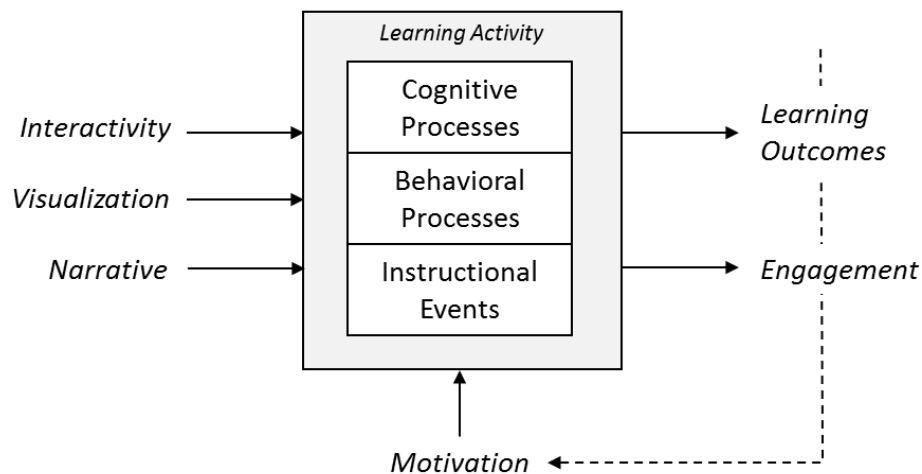 Learning Activity
Cognitive
Processes
Behavioral
Processes
Instructional
Events
Interactivity
Visualization
Narrative
Learning
Outcomes
Engagement
Motivation